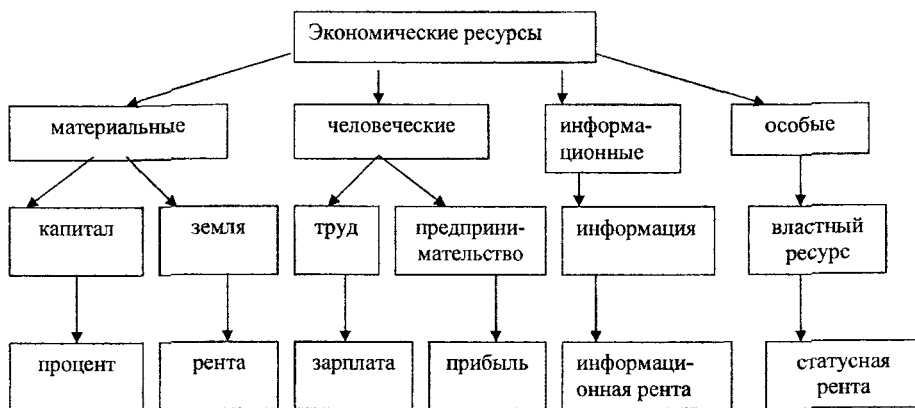 Экономические ресурсы
материальные
человеческие
информа-
ционные
особые
капитал
земля
труд
предприни-
мательство
информация
властный
ресурс
процент
рента
зарплата
прибыль
информаци-
онная рента
статусная
рента